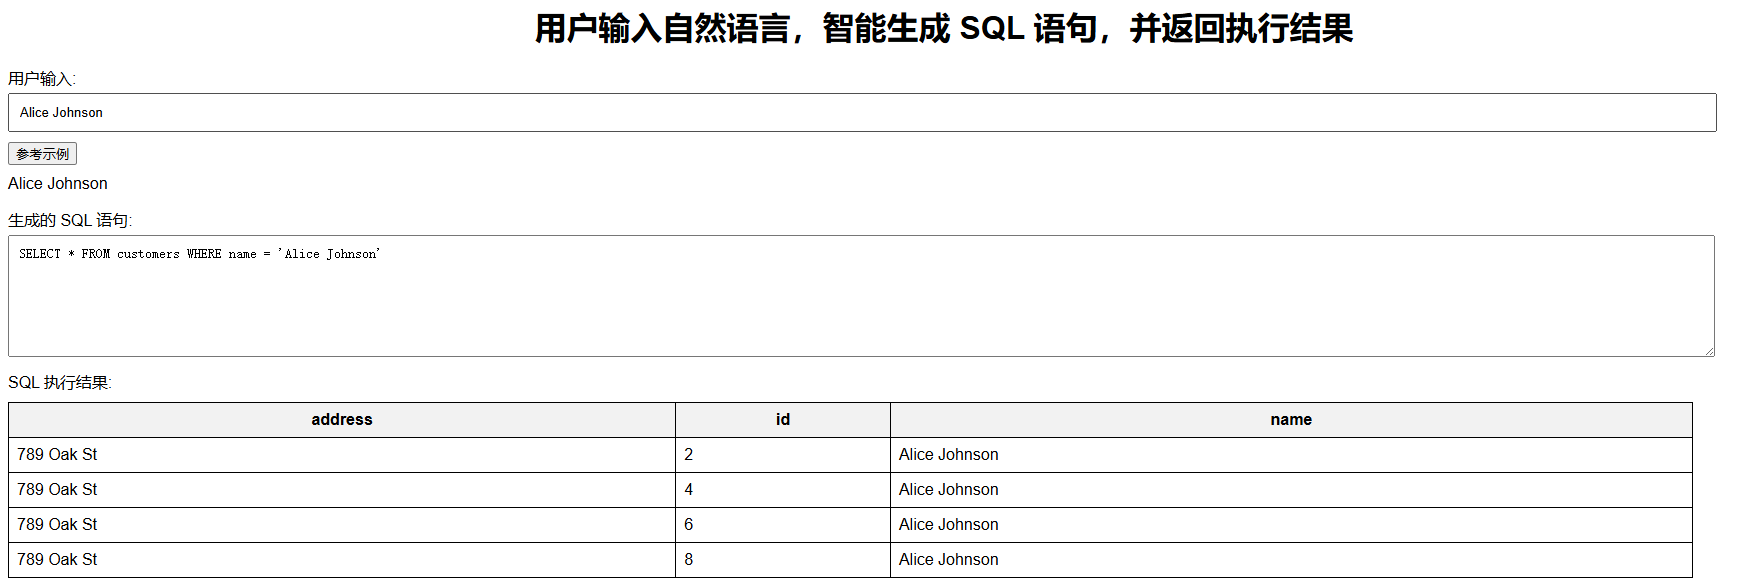 用户输入自然语言，智能生成 SQL 语句，并返回执行结果
用户输入:
Alice Johnson
参考示例
Alice Johnson
生成的 SQL 语句:
SELECT * FROM customers WHERE name = 'Alice Johnson'
SQL 执行结果:
address id name
789 Oak St 2 Alice Johnson
789 Oak St 4 Alice Johnson
789 Oak St 6 Alice Johnson
789 Oak St 8 Alice Johnson